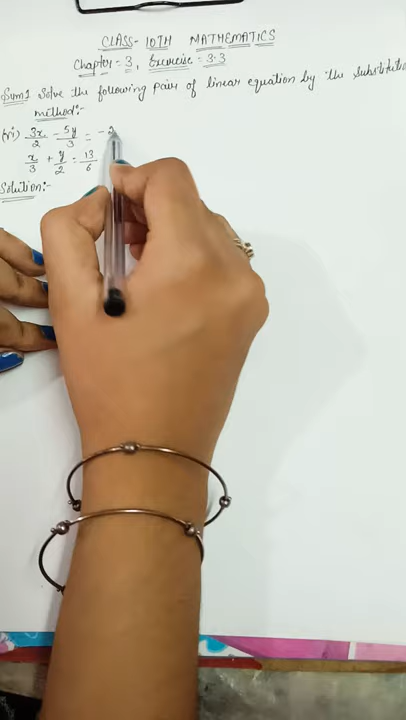 CLASS-10TH MATHEMATICS
Chapter = 3, Exercise = 3.3
Sum1 Solve the following pair of linear equation by the substitution
method:-
(vi) 3x/2 - 5y/3 = -2
x/3 + y/2 = 13/6
Solution:-